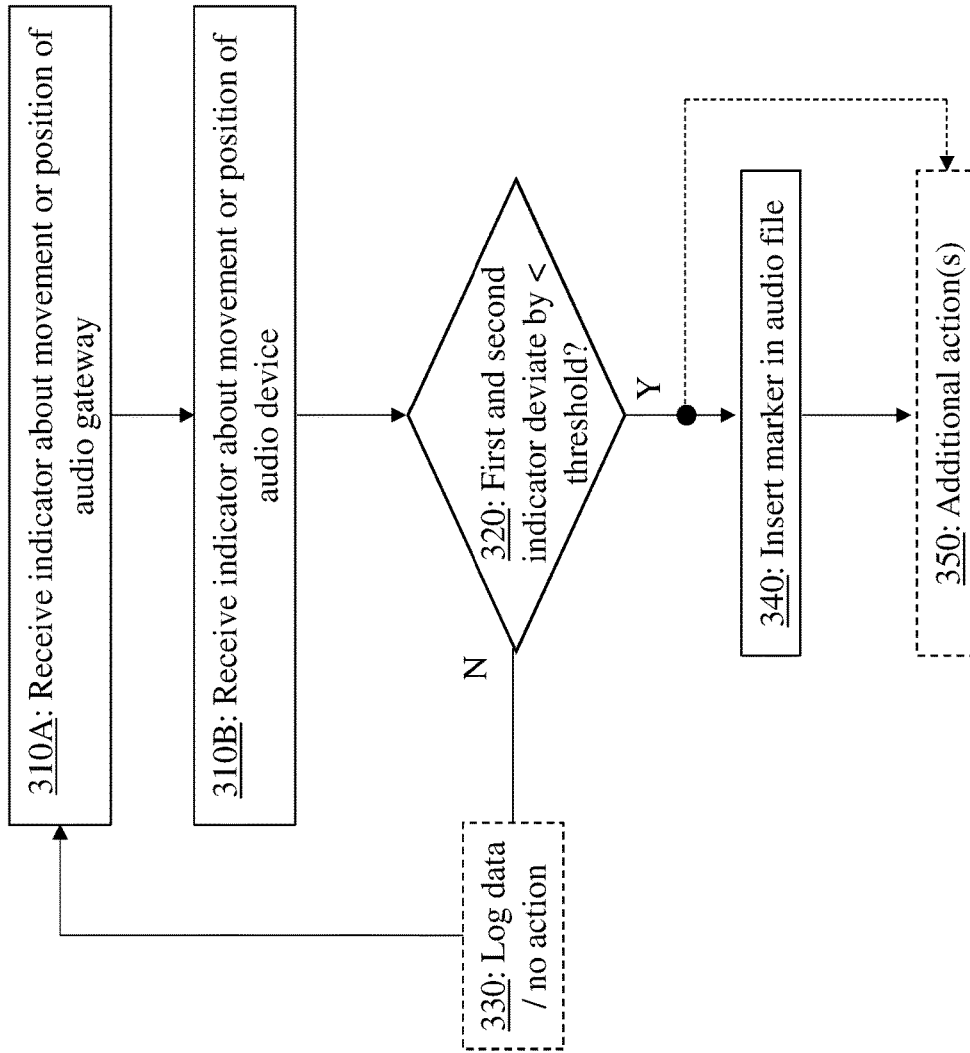 310A: Receive indicator about movement or position of
audio gateway
310B: Receive indicator about movement or position of
audio device
320: First and second
indicator deviate by <
threshold?
N
Y
330: Log data
/ no action
340: Insert marker in audio file
350: Additional action(s)